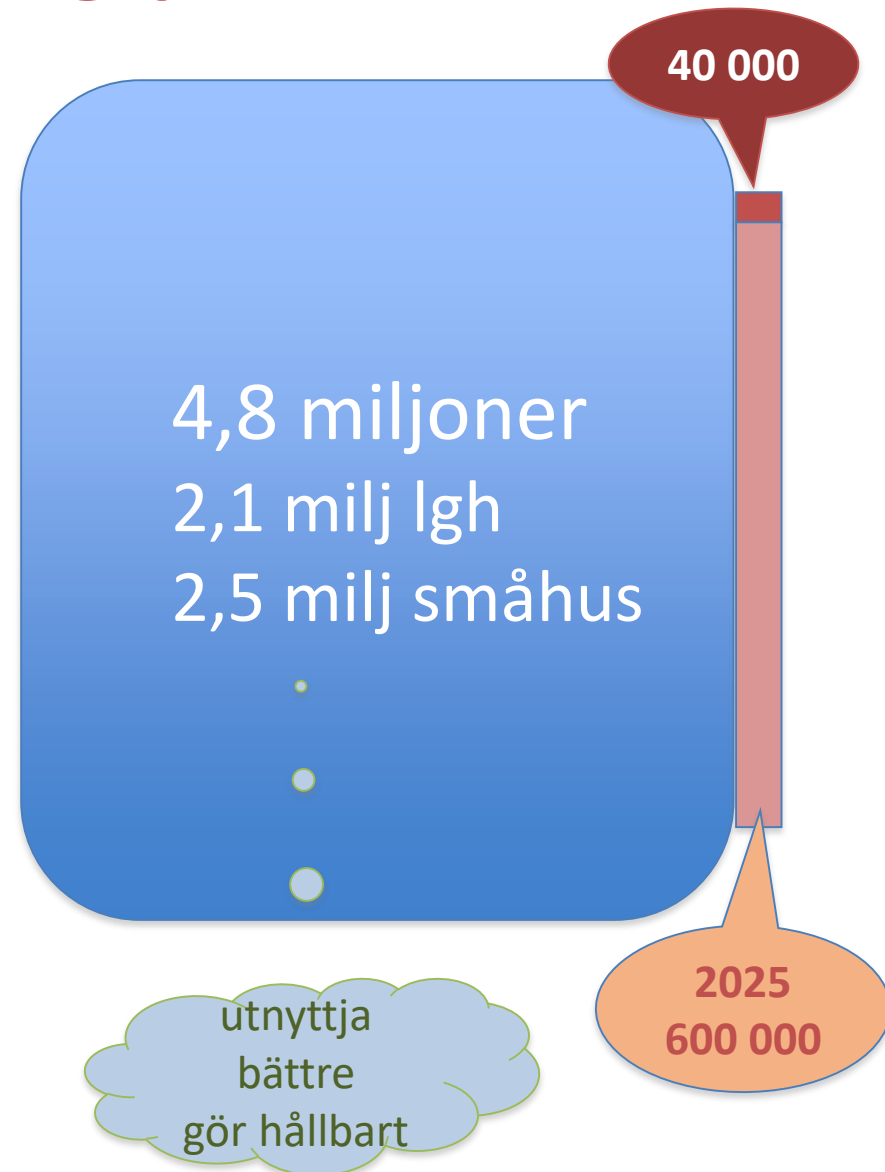 40 000
4,8 miljoner
2,1 milj lgh
2,5 milj småhus
2025
600 000
utnyttja
bättre
gör hållbart